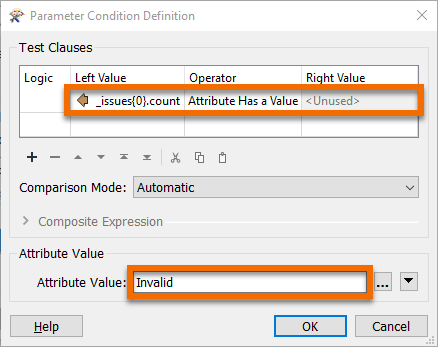 Parameter Condition Definition
Test Clauses
Logic Left Value Operator Right Value
_issues{0}.count Attribute Has a Value <Unused>
Comparison Mode: Automatic
Composite Expression
Attribute Value
Attribute Value: Invalid ...
Help OK Cancel